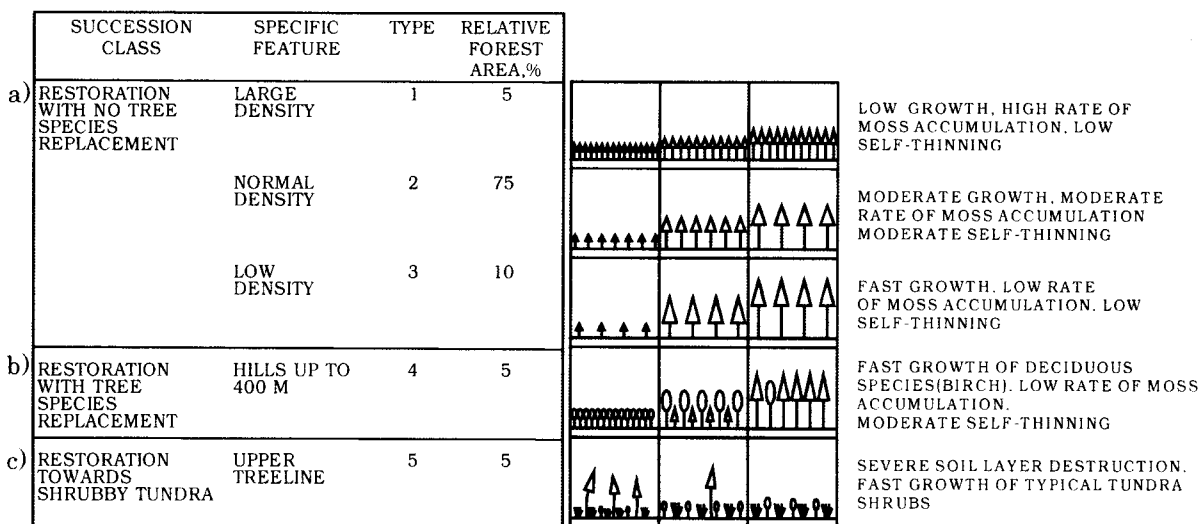 SUCCESSION CLASS SPECIFIC FEATURE TYPE RELATIVE FOREST AREA,%
a) RESTORATION WITH NO TREE SPECIES REPLACEMENT
LARGE DENSITY 1 5
LOW GROWTH, HIGH RATE OF
MOSS ACCUMULATION. LOW
SELF-THINNING
NORMAL DENSITY 2 75
MODERATE GROWTH, MODERATE
RATE OF MOSS ACCUMULATION
MODERATE SELF-THINNING
LOW DENSITY 3 10
FAST GROWTH. LOW RATE
OF MOSS ACCUMULATION. LOW
SELF-THINNING
b) RESTORATION WITH TREE SPECIES REPLACEMENT
HILLS UP TO 400 M 4 5
FAST GROWTH OF DECIDUOUS
SPECIES(BIRCH). LOW RATE OF MOSS
ACCUMULATION.
MODERATE SELF-THINNING
c) RESTORATION TOWARDS SHRUBBY TUNDRA
UPPER TREELINE 5 5
SEVERE SOIL LAYER DESTRUCTION.
FAST GROWTH OF TYPICAL TUNDRA
SHRUBS